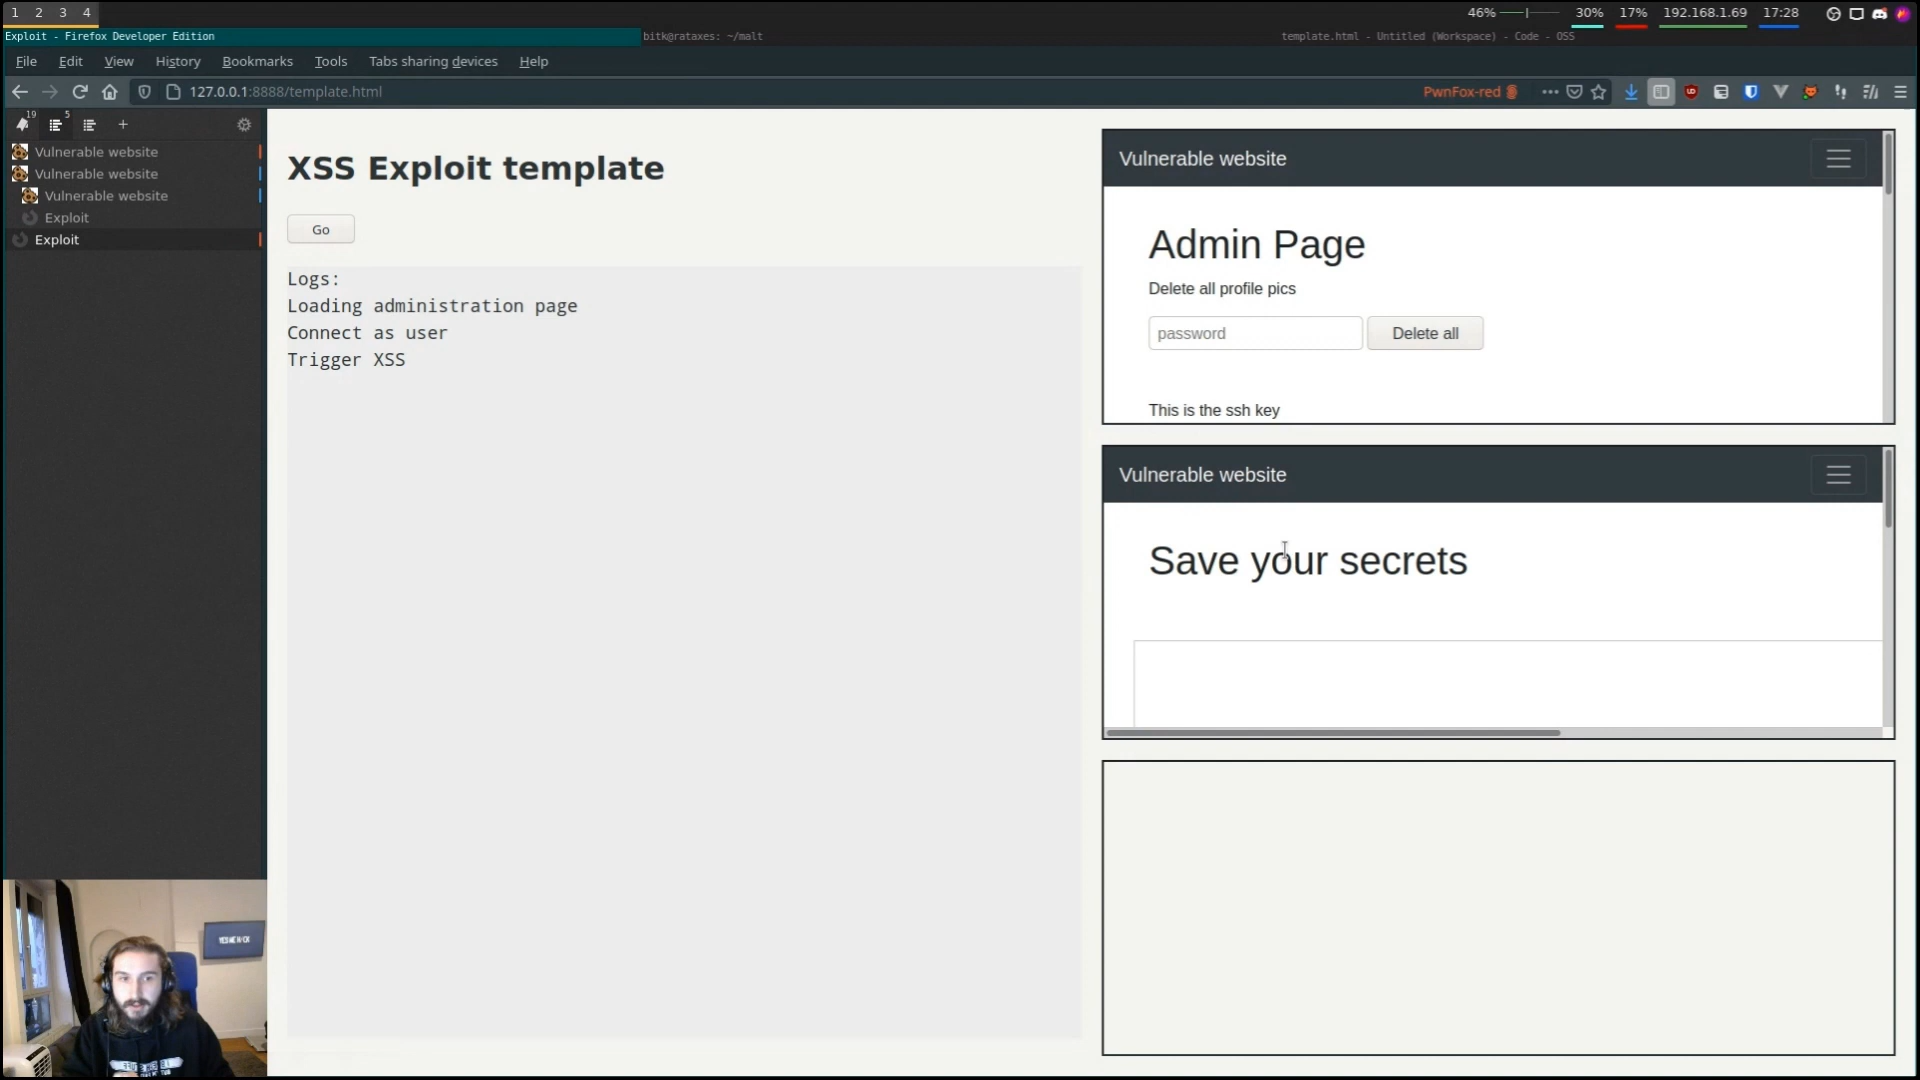 1 2 3 4
46% 30% 17% 192.168.1.69 17:28
Exploit - Firefox Developer Edition
bitk@rataxes: ~/malt
template.html - Untitled (Workspace) - Code - OSS
File Edit View History Bookmarks Tools Tabs sharing devices Help
127.0.0.1:8888/template.html
PwnFox-red
19
5
Vulnerable website
Vulnerable website
Vulnerable website
Exploit
Exploit
XSS Exploit template
Go
Logs:
Loading administration page
Connect as user
Trigger XSS
Vulnerable website
Admin Page
Delete all profile pics
password
Delete all
This is the ssh key
Vulnerable website
Save your secrets